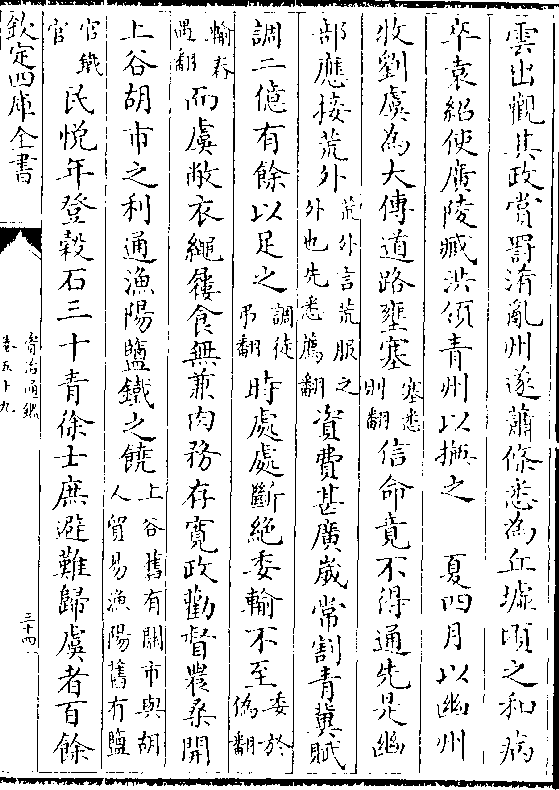 雲出觀其政賞罰淆亂州遂蕭條悉為丘墟頃之和病
卒袁紹使廣陵臧洪領青州以撫之 夏四月以幽州
牧劉虞為太傅道路壅塞塞悉則翻信命竟不得通先是幽
部應接荒外荒外言荒服之外也先悉薦翻資費甚廣歲常割青冀賦
調二億有餘以足之調徒弔翻時處處斷絶委輸不至委於偽翻
輸舂遇翻而虞敝衣繩屨食無兼肉務存寛政勸督農桑開
上谷胡市之利通漁陽鹽鐵之饒上谷舊有關市與胡人貿易漁陽舊有鹽
官鐵官民悦年登穀石三十青徐士庶避難歸虞者百餘
欽定四庫全書
資治通鑑
卷五十九
三十四